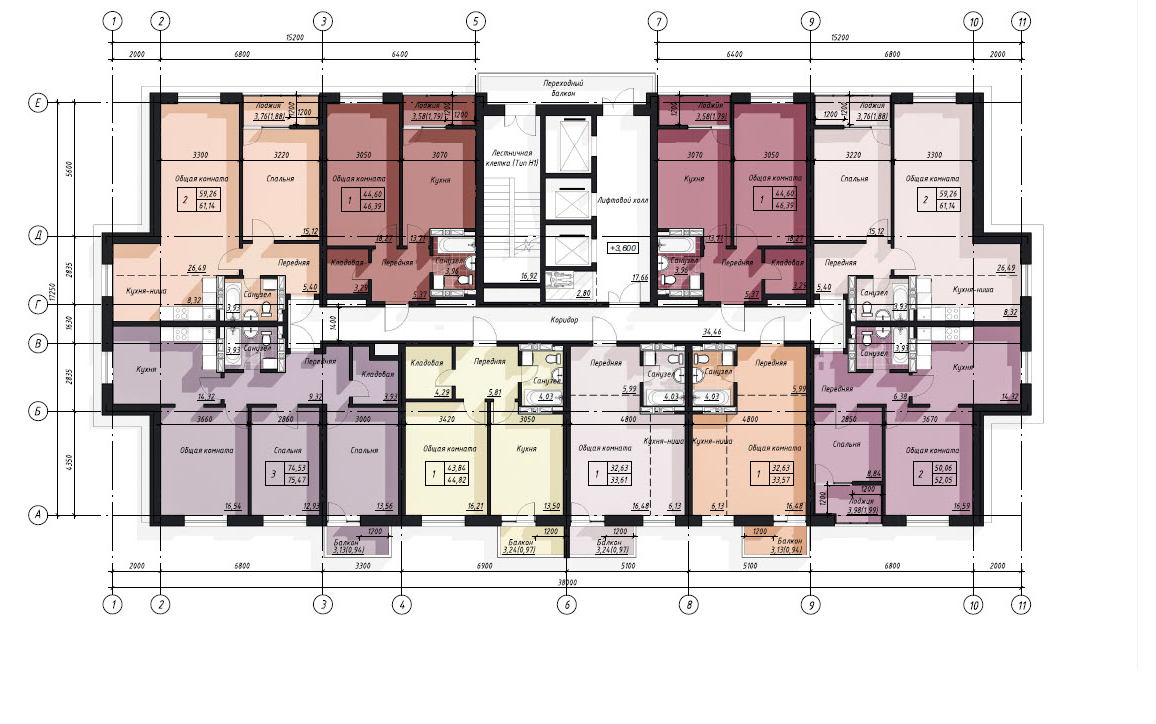 1 2 3 5 7 9 10 11
15200 15200
2000 6800 6400 6400 6800 2000
Переходный
балкон
Е
Лоджия
3,76(1,88)
1200
1200
Лоджия
3,58(1,79)
1200
1200
Лоджия
3,58(1,79)
1200
1200
Лоджия
3,76(1,88)
1200
1200
5600
3300 3220 3050 3070
Лестничная
клетка (Тип Н1)
3070 3050 3220 3300
Общая комната
2
59,26
61,14
Спальня
15,12
Общая комната
1
44,60
46,39
18,27
Кухня
13,21
Лифтовой холл
+3,600
17,66
16,92
2,80
Кухня
13,21
Общая комната
1
44,60
46,39
18,27
Спальня
15,12
Общая комната
2
59,26
61,14
Д
2835
17250
26,49
Кухня-ниша
8,32
Передняя
5,40
Санузел
3,93
Кладовая
3,29
Передняя
5,37
Санузел
3,96
Санузел
3,96
Передняя
5,37
Кладовая
3,29
Передняя
5,40
Санузел
3,93
26,49
Кухня-ниша
8,32
Г
1630
1400
Коридор
34,46
В
2835
Кухня
14,32
Санузел
3,93
Передняя
9,32
Кладовая
3,93
Кладовая
4,29
Передняя
5,81
Санузел
4,03
Передняя
5,99
Санузел
4,03
Санузел
4,03
Передняя
5,99
Передняя
6,38
Санузел
3,93
Кухня
14,32
Б
4350
3660 2860 3000 3420 3050 4800 4800 2850 3670
Общая комната
16,54
Спальня
3
74,53
75,47
12,93
Спальня
13,56
Общая комната
1
43,84
44,82
16,21
Кухня
13,50
Общая комната
1
32,63
33,61
16,48
Кухня-ниша
6,13
Кухня-ниша
6,13
Общая комната
1
32,63
33,57
16,48
Спальня
8,84
Лоджия
3,98(1,99)
1200
1200
Общая комната
2
50,06
52,05
16,59
А
1200
Балкон
3,13(0,94)
1200
Балкон
3,24(0,97)
1200
Балкон
3,24(0,97)
1200
Балкон
3,13(0,94)
2000 6800 3300 6900 5100 5100 6800 2000
38000
1 2 3 4 6 8 9 10 11